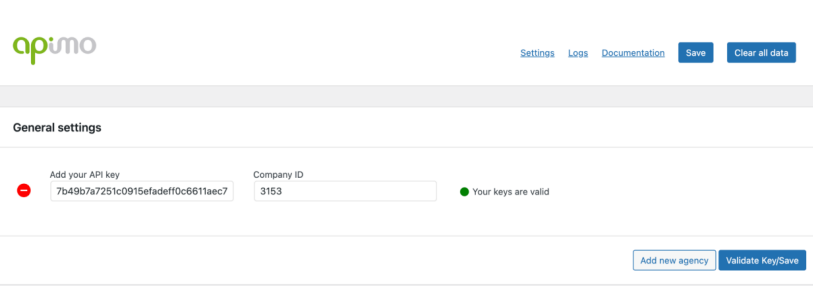 apimo
Settings Logs Documentation Save Clear all data
General settings
Add your API key Company ID
7b49b7a7251c0915efadeff0c6611aec7 3153 Your keys are valid
Add new agency Validate Key/Save